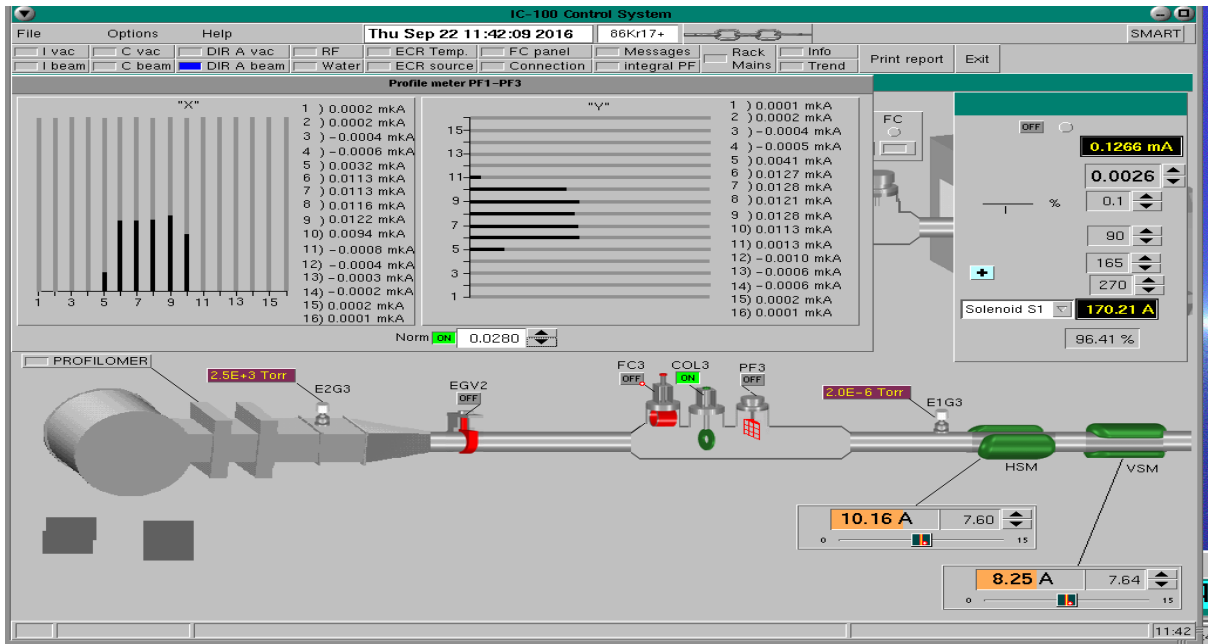 IC-100 Control System
File Options Help Thu Sep 22 11:42:09 2016 86Kr17+ SMART
I vac C vac DIR A vac RF ECR Temp. FC panel Messages Rack Info Print report Exit
I beam C beam DIR A beam Water ECR source Connection integral PF Mains Trend
Profile meter PF1-PF3
"X"
1 ) 0.0002 mkA
2 ) 0.0002 mkA
3 ) -0.0004 mkA
4 ) -0.0006 mkA
5 ) 0.0032 mkA
6 ) 0.0113 mkA
7 ) 0.0113 mkA
8 ) 0.0116 mkA
9 ) 0.0122 mkA
10) 0.0094 mkA
11) -0.0008 mkA
12) -0.0004 mkA
13) -0.0003 mkA
14) -0.0002 mkA
15) 0.0002 mkA
16) 0.0001 mkA
1 3 5 7 9 11 13 15
"Y"
15
13
11
9
7
5
3
1
1 ) 0.0001 mkA
2 ) 0.0002 mkA
3 ) -0.0004 mkA
4 ) -0.0005 mkA
5 ) 0.0041 mkA
6 ) 0.0127 mkA
7 ) 0.0128 mkA
8 ) 0.0121 mkA
9 ) 0.0128 mkA
10) 0.0113 mkA
11) 0.0013 mkA
12) -0.0010 mkA
13) -0.0006 mkA
14) -0.0006 mkA
15) 0.0002 mkA
16) 0.0001 mkA
Norm ON 0.0280
FC
OFF
0.1266 mA
0.0026
% 0.1
90
165
+
270
Solenoid S1 170.21 A
96.41 %
PROFILOMER
2.5E+3 Torr
E2G3
EGV2
OFF
FC3
OFF
COL3
ON
PF3
OFF
2.0E-6 Torr
E1G3
HSM
VSM
10.16 A 7.60
0 15
8.25 A 7.64
0 15
11:42